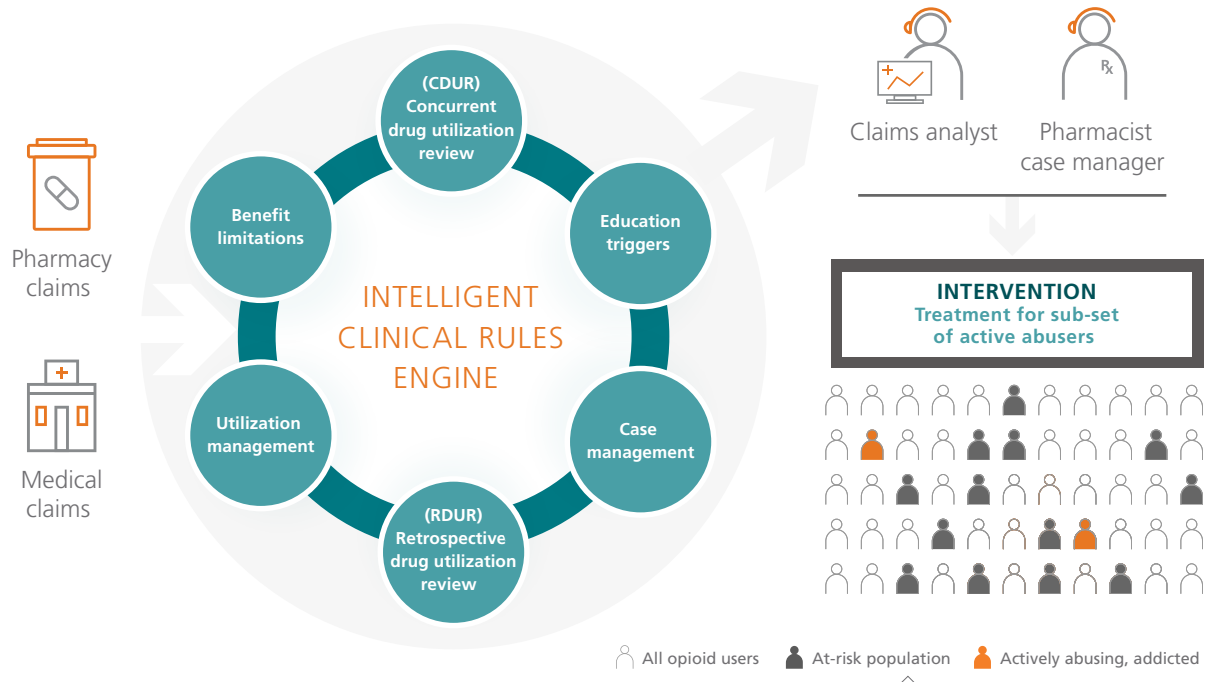 Pharmacy
claims
Medical
claims
(CDUR)
Concurrent
drug utilization
review
Benefit
limitations
Education
triggers
INTELLIGENT
CLINICAL RULES
ENGINE
Utilization
management
Case
management
(RDUR)
Retrospective
drug utilization
review
Claims analyst
Pharmacist
case manager
Rx
INTERVENTION
Treatment for sub-set
of active abusers
All opioid users
At-risk population
Actively abusing, addicted